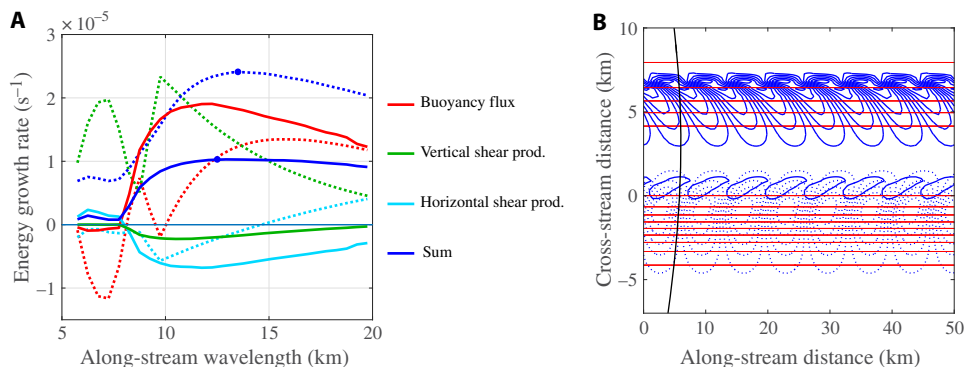 A
× 10⁻⁵
3
2
1
0
−1
5
10
15
20
Energy growth rate (s⁻¹)
Along-stream wavelength (km)
Buoyancy flux
Vertical shear prod.
Horizontal shear prod.
Sum
B
10
5
0
−5
0
10
20
30
40
50
Cross-stream distance (km)
Along-stream distance (km)